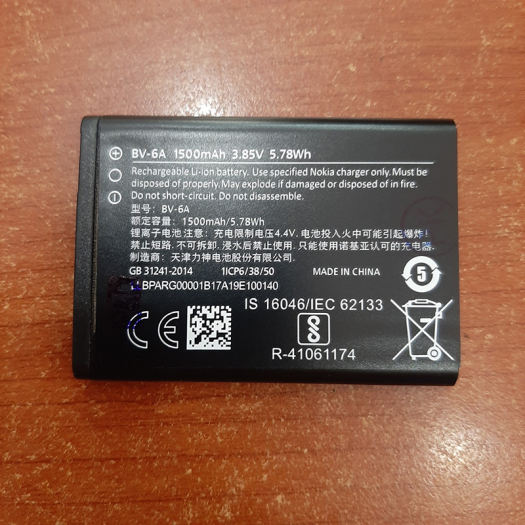 BV-6A 1500mAh 3.85V 5.78Wh
Rechargeable Li-ion battery. Use specified Nokia charger only. Must be
disposed of properly. May explode if damaged or disposed of in fire.
Do not short-circuit. Do not disassemble.
型号: BV-6A
额定容量: 1500mAh/5.78Wh
锂离子电池 注意: 充电限制电压4.4V. 电池投入火中可能引起爆炸!
禁止短路. 不可拆卸. 浸水后禁止使用. 只能使用诺基亚认可的充电器.
制造商: 天津力神电池股份有限公司.
GB 31241-2014 1ICP6/38/50 MADE IN CHINA
BPARG00001B17A19E100140
5
IS 16046/IEC 62133
CE
R-41061174